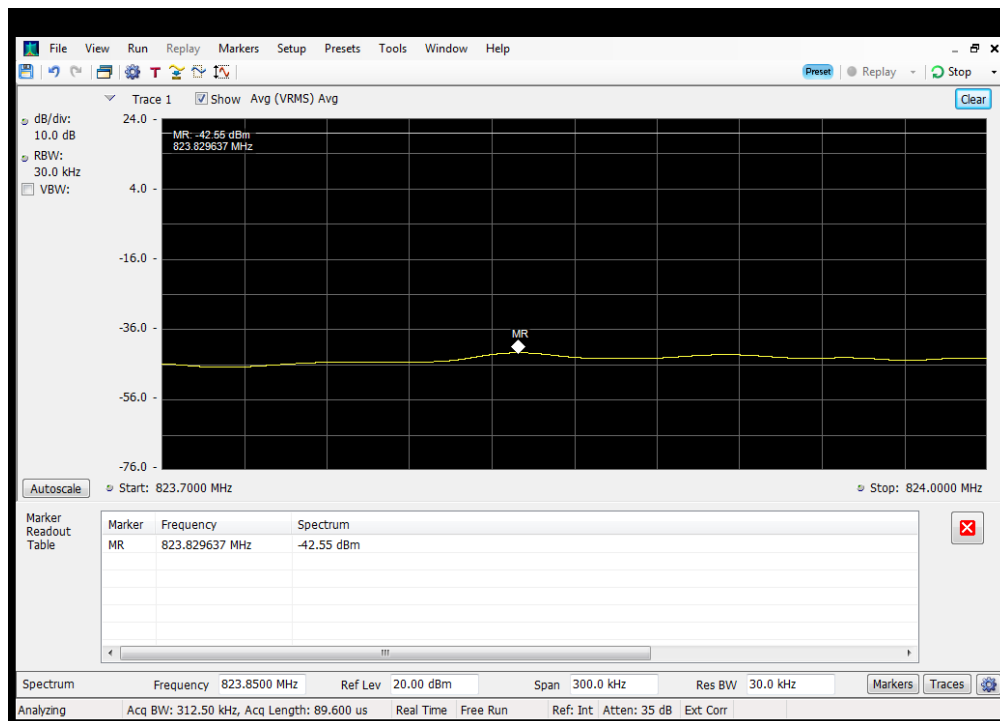 File View Run Replay Markers Setup Presets Tools Window Help
T Preset Replay Stop
Trace 1 Show Avg (VRMS) Avg Clear
dB/div:
10.0 dB
RBW:
30.0 kHz
VBW:
24.0
4.0
-16.0
-36.0
-56.0
-76.0
MR: -42.55 dBm
823.829637 MHz
MR
Autoscale Start: 823.7000 MHz Stop: 824.0000 MHz
Marker
Readout
Table
Marker Frequency Spectrum
MR 823.829637 MHz -42.55 dBm
Spectrum Frequency 823.8500 MHz Ref Lev 20.00 dBm Span 300.0 kHz Res BW 30.0 kHz Markers Traces
Analyzing Acq BW: 312.50 kHz, Acq Length: 89.600 us Real Time Free Run Ref: Int Atten: 35 dB Ext Corr